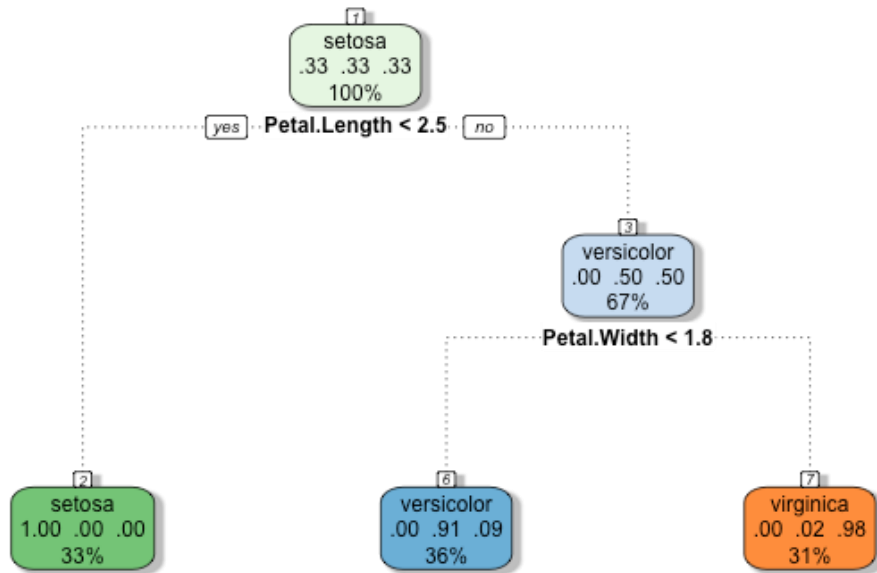 1
setosa
.33 .33 .33
100%
yes Petal.Length < 2.5 no
3
versicolor
.00 .50 .50
67%
Petal.Width < 1.8
2
setosa
1.00 .00 .00
33%
6
versicolor
.00 .91 .09
36%
7
virginica
.00 .02 .98
31%